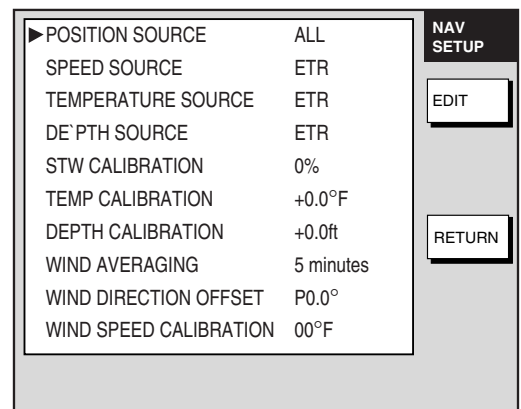 ▶POSITION SOURCE ALL
SPEED SOURCE ETR
TEMPERATURE SOURCE ETR
DE`PTH SOURCE ETR
STW CALIBRATION 0%
TEMP CALIBRATION +0.0°F
DEPTH CALIBRATION +0.0ft
WIND AVERAGING 5 minutes
WIND DIRECTION OFFSET P0.0°
WIND SPEED CALIBRATION 00°F
NAV
SETUP
EDIT
RETURN